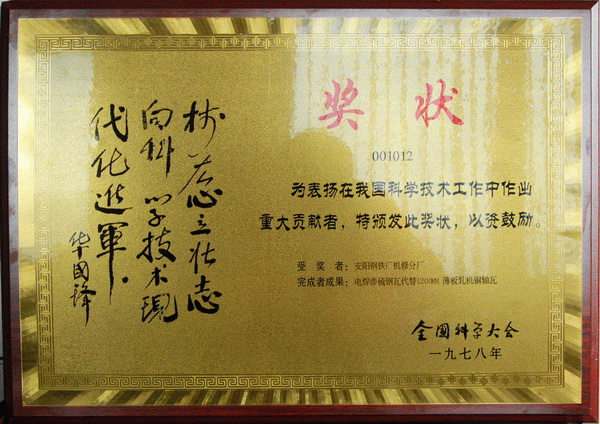 奖状
001012
为表扬在我国科学技术工作中作出
重大贡献者，特颁发此奖状，以资鼓励。
受奖者：安阳钢铁厂机修分厂
完成者成果：电焊渗硫钢瓦代替1200MM 薄板轧机铜轴瓦
全国科学大会
一九七八年
树雄心立壮志
向科学技术现
代化進軍
华國锋